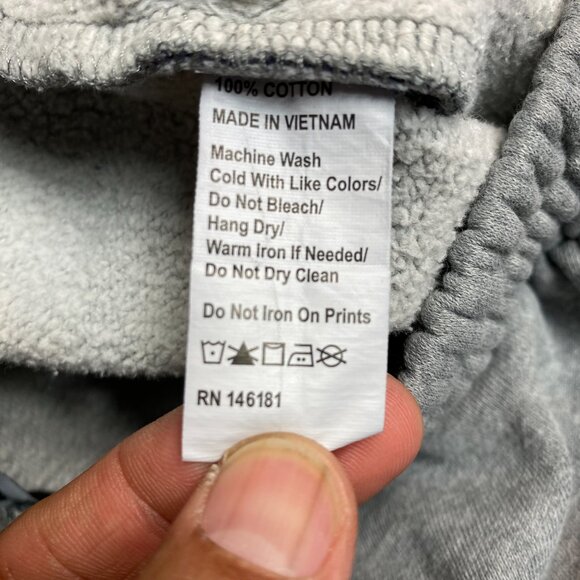 100% COTTON
MADE IN VIETNAM
Machine Wash
Cold With Like Colors/
Do Not Bleach/
Hang Dry/
Warm Iron If Needed/
Do Not Dry Clean
Do Not Iron On Prints
RN 146181